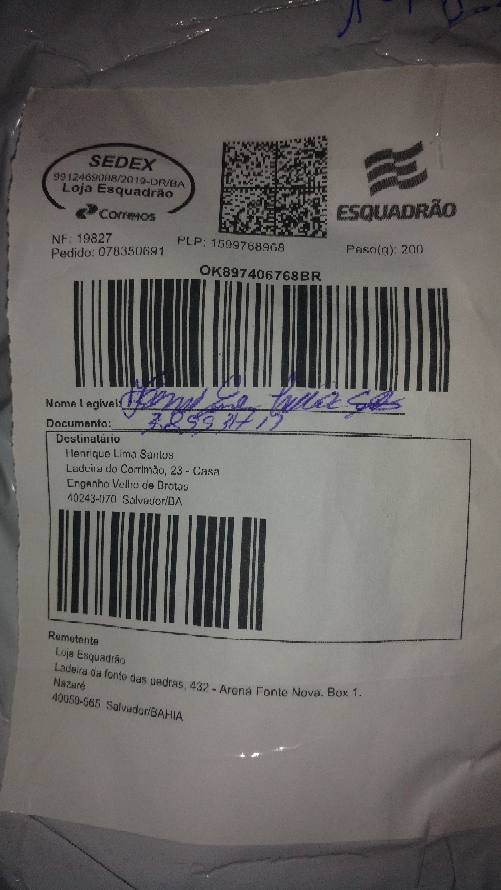 SEDEX
9912469088/2019-DR/BA
Loja Esquadrão
Correios
ESQUADRÃO
NF: 19827 PLP: 1599768968 Peso(g): 200
Pedido: 078350691
OK897406768BR
Nome Legível:
Documento:
Destinatário
Henrique Lima Santos
Ladeira do Corrimão, 23 - Casa
Engenho Velho de Brotas
40243-070 Salvador/BA
Remetente
Loja Esquadrão
Ladeira da fonte das pedras, 432 - Arena Fonte Nova. Box 1.
Nazaré
40050-565 Salvador/BAHIA